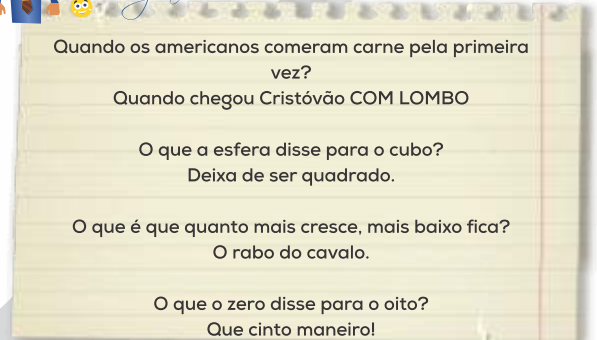 Quando os americanos comeram carne pela primeira
vez?
Quando chegou Cristóvão COM LOMBO
O que a esfera disse para o cubo?
Deixa de ser quadrado.
O que é que quanto mais cresce, mais baixo fica?
O rabo do cavalo.
O que o zero disse para o oito?
Que cinto maneiro!